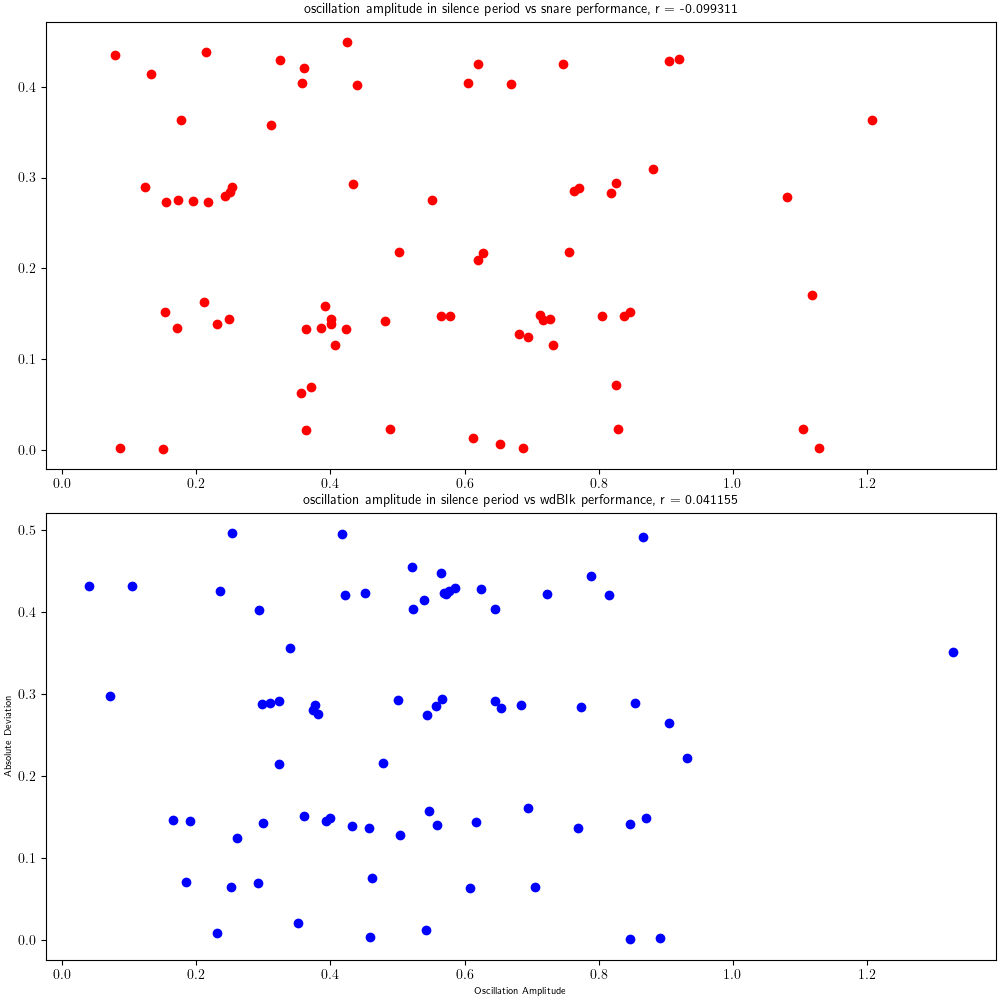 oscillation amplitude in silence period vs snare performance, r = -0.099311
0.4
0.3
0.2
0.1
0.0
0.0 0.2 0.4 0.6 0.8 1.0 1.2
oscillation amplitude in silence period vs wdBlk performance, r = 0.041155
0.5
0.4
0.3
0.2
0.1
0.0
Absolute Deviation
0.0 0.2 0.4 0.6 0.8 1.0 1.2
Oscillation Amplitude